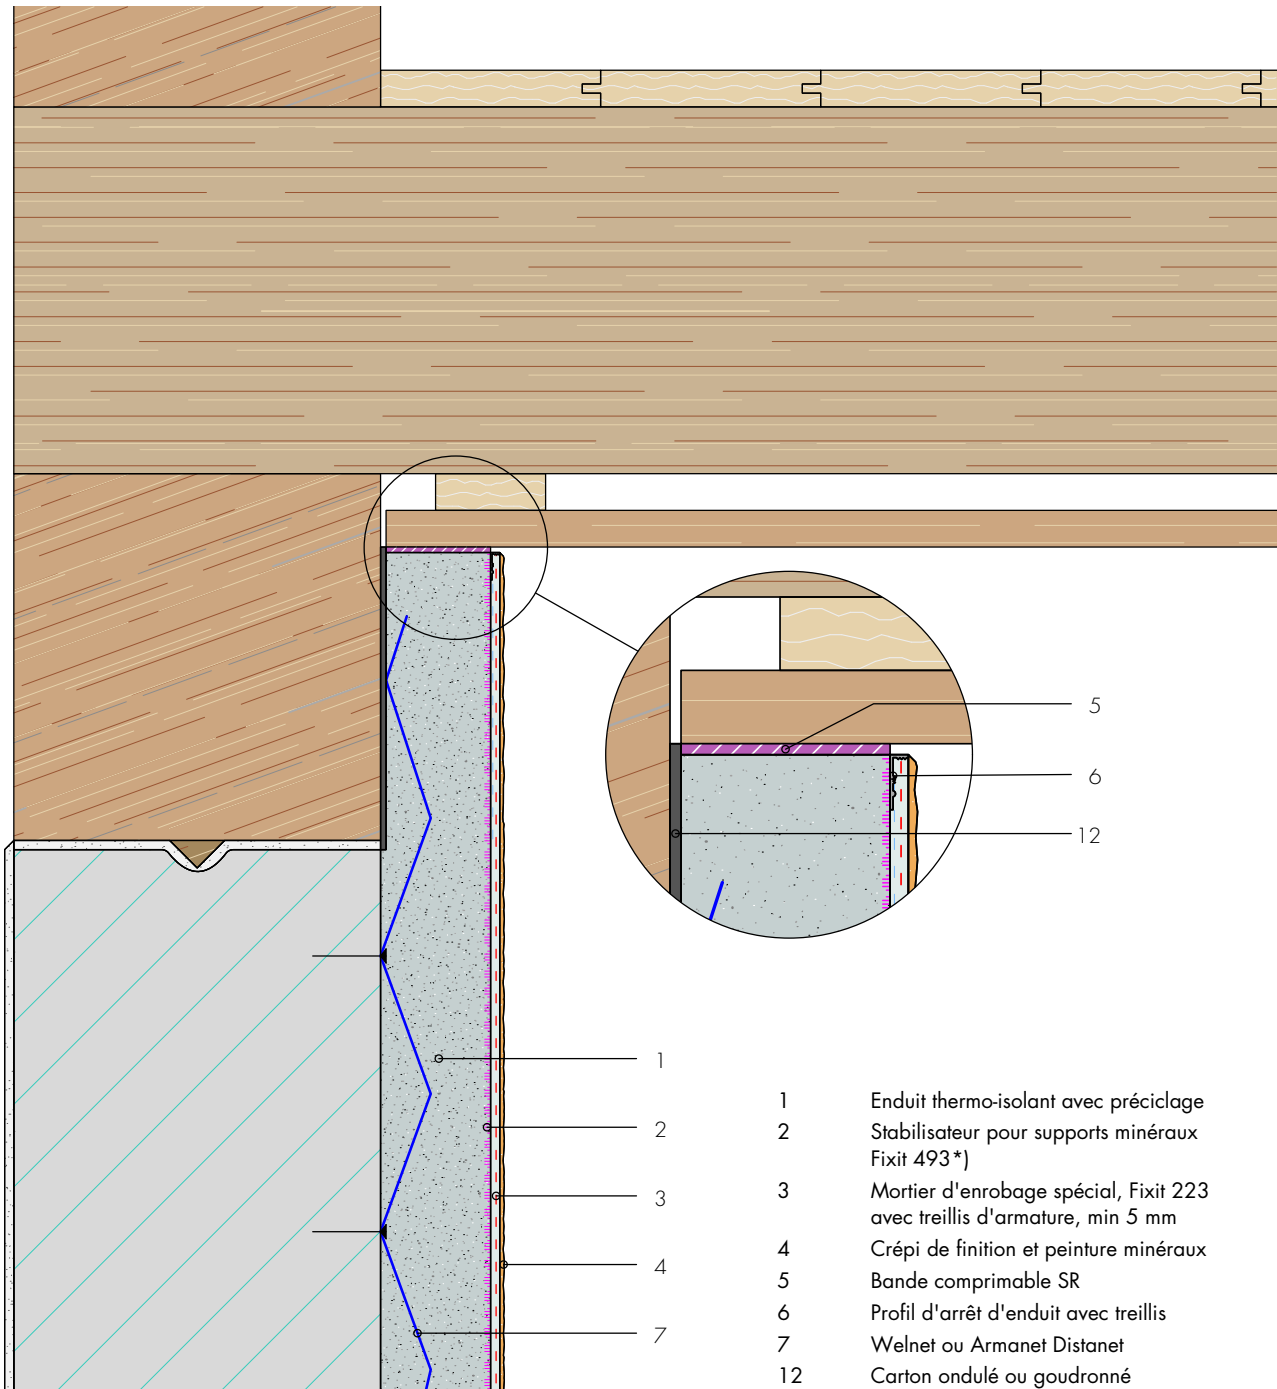 5
6
12
1
2
3
4
7
1 Enduit thermo-isolant avec préciclage
2 Stabilisateur pour supports minéraux
Fixit 493*)
3 Mortier d'enrobage spécial, Fixit 223
avec treillis d'armature, min 5 mm
4 Crépi de finition et peinture minéraux
5 Bande comprimable SR
6 Profil d'arrêt d'enduit avec treillis
7 Welnet ou Armanet Distanet
12 Carton ondulé ou goudronné